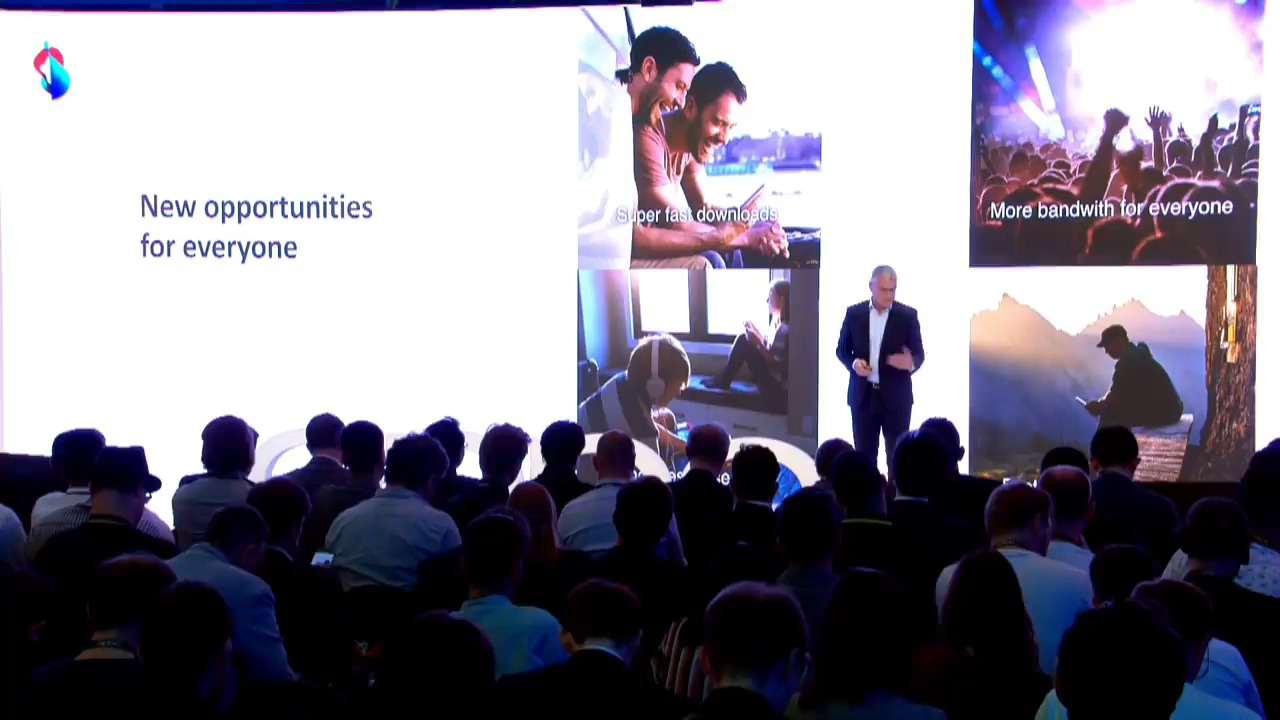 New opportunities
for everyone
Super fast downloads
More bandwith for everyone